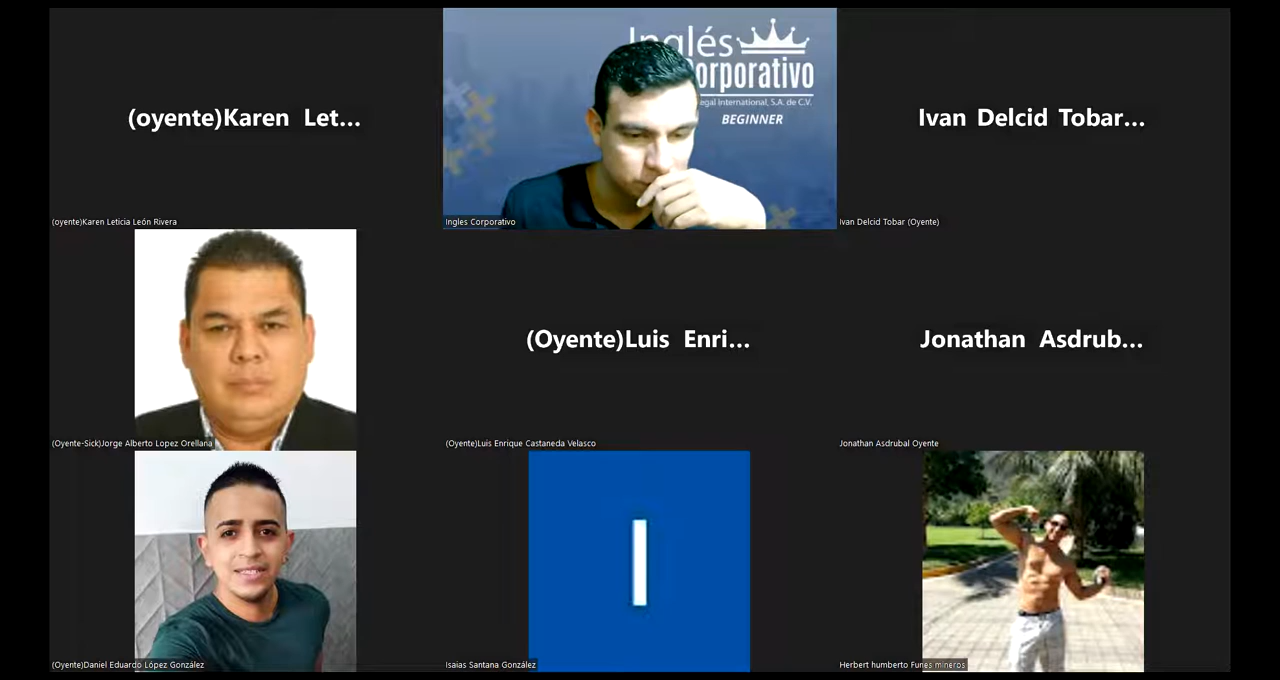 (oyente)Karen Let...
Inglés
orporativo
egal International, S.A. de C.V.
BEGINNER
Ivan Delcid Tobar...
(oyente)Karen Leticia León Rivera
Ingles Corporativo
Ivan Delcid Tobar (Oyente)
(Oyente)Luis Enri...
Jonathan Asdrub...
(Oyente-Sick)Jorge Alberto Lopez Orellana
(Oyente)Luis Enrique Castaneda Velasco
Jonathan Asdrubal Oyente
I
(Oyente)Daniel Eduardo López González
Isaias Santana González
Herbert humberto Funes mineros